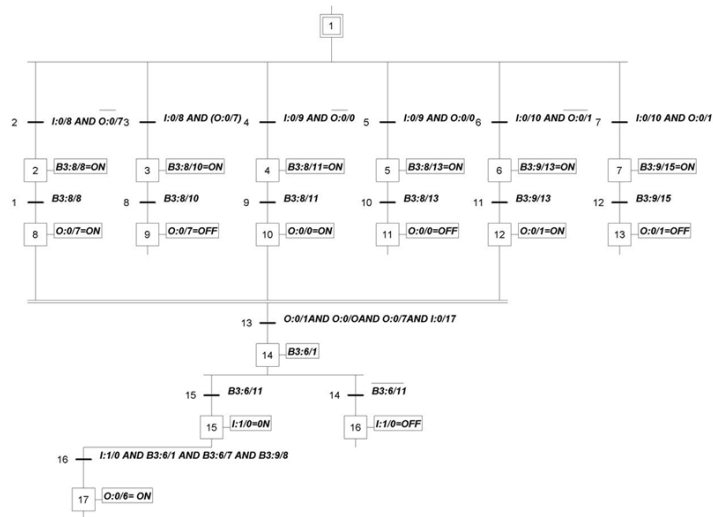 1
2 I:0/8 AND O:0/7 3 I:0/8 AND (O:0/7) 4 I:0/9 AND O:0/0 5 I:0/9 AND O:0/0 6 I:0/10 AND O:0/1 7 I:0/10 AND O:0/1
2 B3:8/8=ON 3 B3:8/10=ON 4 B3:8/11=ON 5 B3:8/13=ON 6 B3:9/13=ON 7 B3:9/15=ON
1 B3:8/8 8 B3:8/10 9 B3:8/11 10 B3:8/13 11 B3:9/13 12 B3:9/15
8 O:0/7=ON 9 O:0/7=OFF 10 O:0/0=ON 11 O:0/0=OFF 12 O:0/1=ON 13 O:0/1=OFF
13 O:0/1AND O:0/OAND O:0/7AND I:0/17
14 B3:6/1
15 B3:6/11 14 B3:6/11
15 I:1/0=0N 16 I:1/0=OFF
16 I:1/0 AND B3:6/1 AND B3:6/7 AND B3:9/8
17 O:0/6= ON